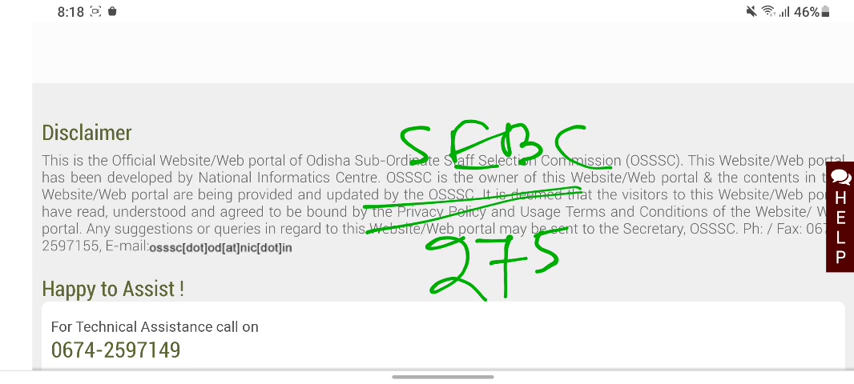 8:18 46%
Disclaimer
SEBC
This is the Official Website/Web portal of Odisha Sub-Ordinate Staff Selection Commission (OSSSC). This Website/Web portal
has been developed by National Informatics Centre. OSSSC is the owner of this Website/Web portal & the contents in t
Website/Web portal are being provided and updated by the OSSSC. It is deemed that the visitors to this Website/Web po
have read, understood and agreed to be bound by the Privacy Policy and Usage Terms and Conditions of the Website/ W
portal. Any suggestions or queries in regard to this Website/Web portal may be sent to the Secretary, OSSSC. Ph: / Fax: 067
2597155, E-mail:osssc[dot]od[at]nic[dot]in
275
HELP
Happy to Assist !
For Technical Assistance call on
0674-2597149